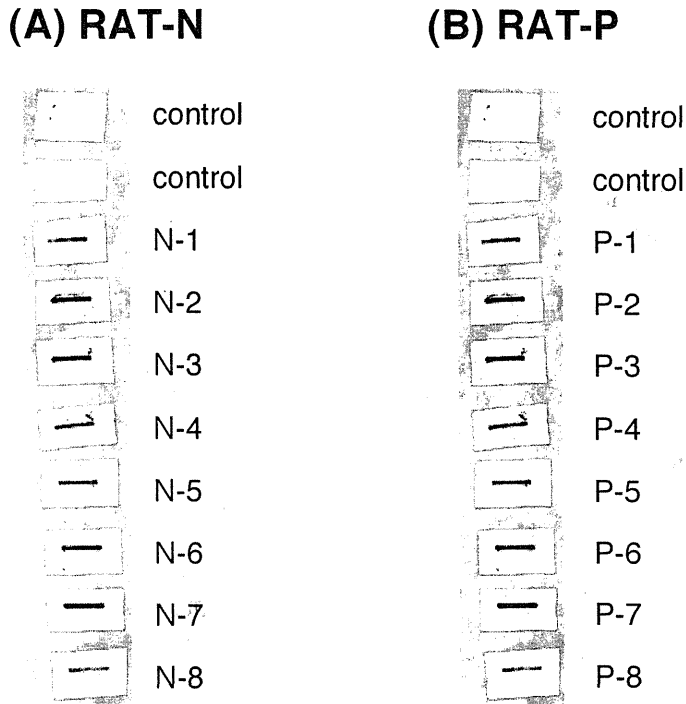 (A) RAT-N
control
control
N-1
N-2
N-3
N-4
N-5
N-6
N-7
N-8
(B) RAT-P
control
control
P-1
P-2
P-3
P-4
P-5
P-6
P-7
P-8